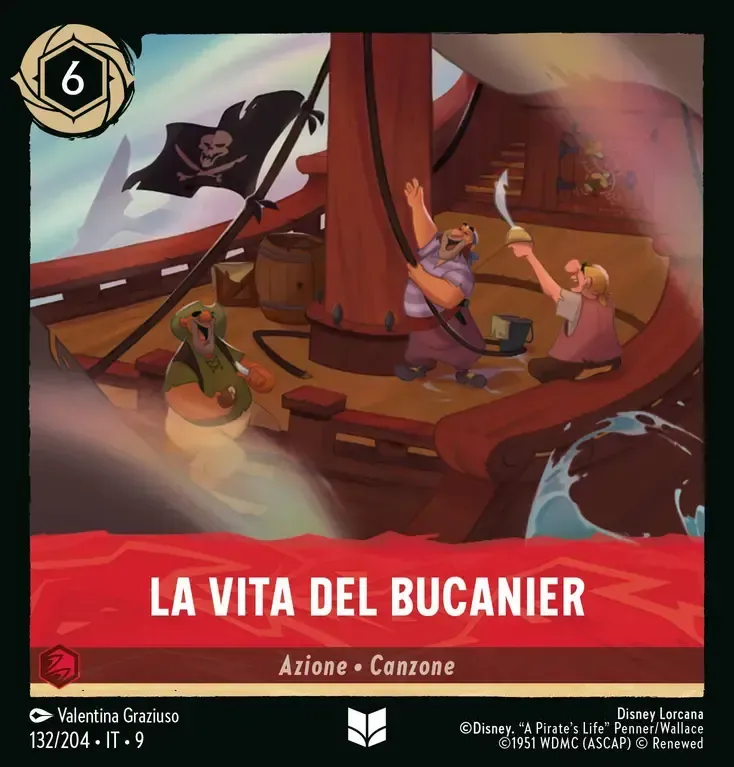 6
LA VITA DEL BUCANIER
Azione • Canzone
Valentina Graziuso
132/204 • IT • 9
Disney Lorcana
©Disney. “A Pirate's Life” Penner/Wallace
©1951 WDMC (ASCAP) © Renewed